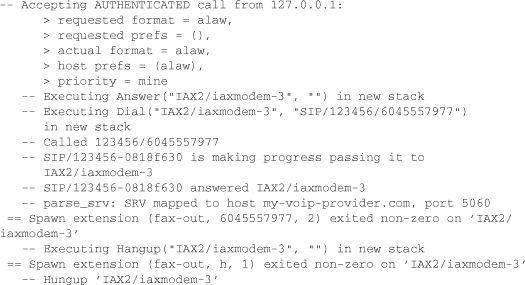 -- Accepting AUTHENTICATED call from 127.0.0.1:
> requested format = alaw,
> requested prefs = (),
> actual format = alaw,
> host prefs = (alaw),
> priority = mine
-- Executing Answer("IAX2/iaxmodem-3", "") in new stack
-- Executing Dial("IAX2/iaxmodem-3", "SIP/123456/6045557977")
in new stack
-- Called 123456/6045557977
-- SIP/123456-0818f630 is making progress passing it to
IAX2/iaxmodem-3
-- SIP/123456-0818f630 answered IAX2/iaxmodem-3
-- parse_srv: SRV mapped to host my-voip-provider.com, port 5060
== Spawn extension (fax-out, 6045557977, 2) exited non-zero on ‘IAX2/
iaxmodem-3’
-- Executing Hangup("IAX2/iaxmodem-3", "") in new stack
== Spawn extension (fax-out, h, 1) exited non-zero on ‘IAX2/iaxmodem-3’
-- Hungup ‘IAX2/iaxmodem-3’